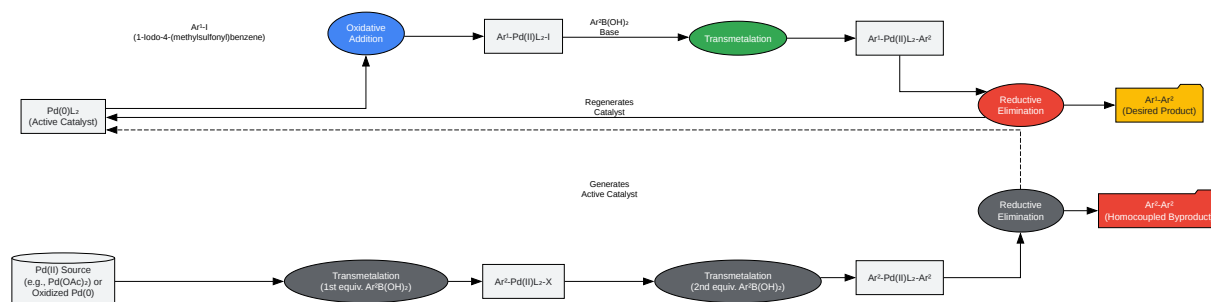 Ar¹-I
(1-Iodo-4-(methylsulfonyl)benzene)
Oxidative
Addition
Ar¹-Pd(II)L₂-I
Ar²B(OH)₂
Base
Transmetalation
Ar¹-Pd(II)L₂-Ar²
Pd(0)L₂
(Active Catalyst)
Regenerates
Catalyst
Reductive
Elimination
Ar¹-Ar²
(Desired Product)
Generates
Active Catalyst
Reductive
Elimination
Ar²-Ar²
(Homocoupled Byproduct
Pd(II) Source
(e.g., Pd(OAc)₂) or
Oxidized Pd(0)
Transmetalation
(1st equiv. Ar²B(OH)₂)
Ar²-Pd(II)L₂-X
Transmetalation
(2nd equiv. Ar²B(OH)₂)
Ar²-Pd(II)L₂-Ar²